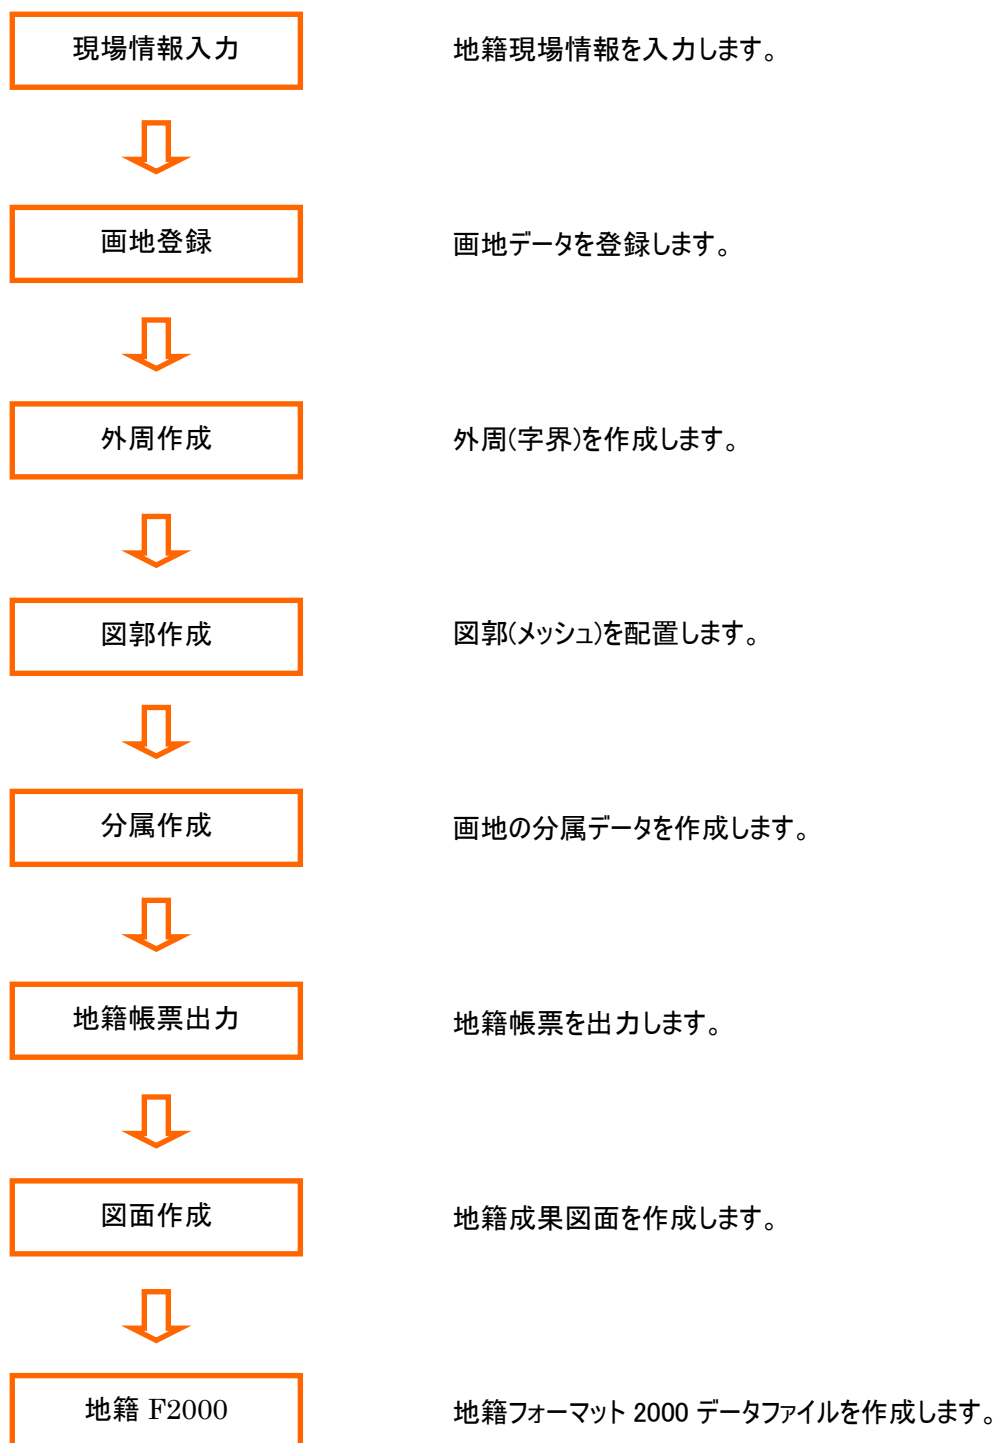 現場情報入力
地籍現場情報を入力します。
画地登録
画地データを登録します。
外周作成
外周(字界)を作成します。
図郭作成
図郭(メッシュ)を配置します。
分属作成
画地の分属データを作成します。
地籍帳票出力
地籍帳票を出力します。
図面作成
地籍成果図面を作成します。
地籍 F2000
地籍フォーマット 2000 データファイルを作成します。